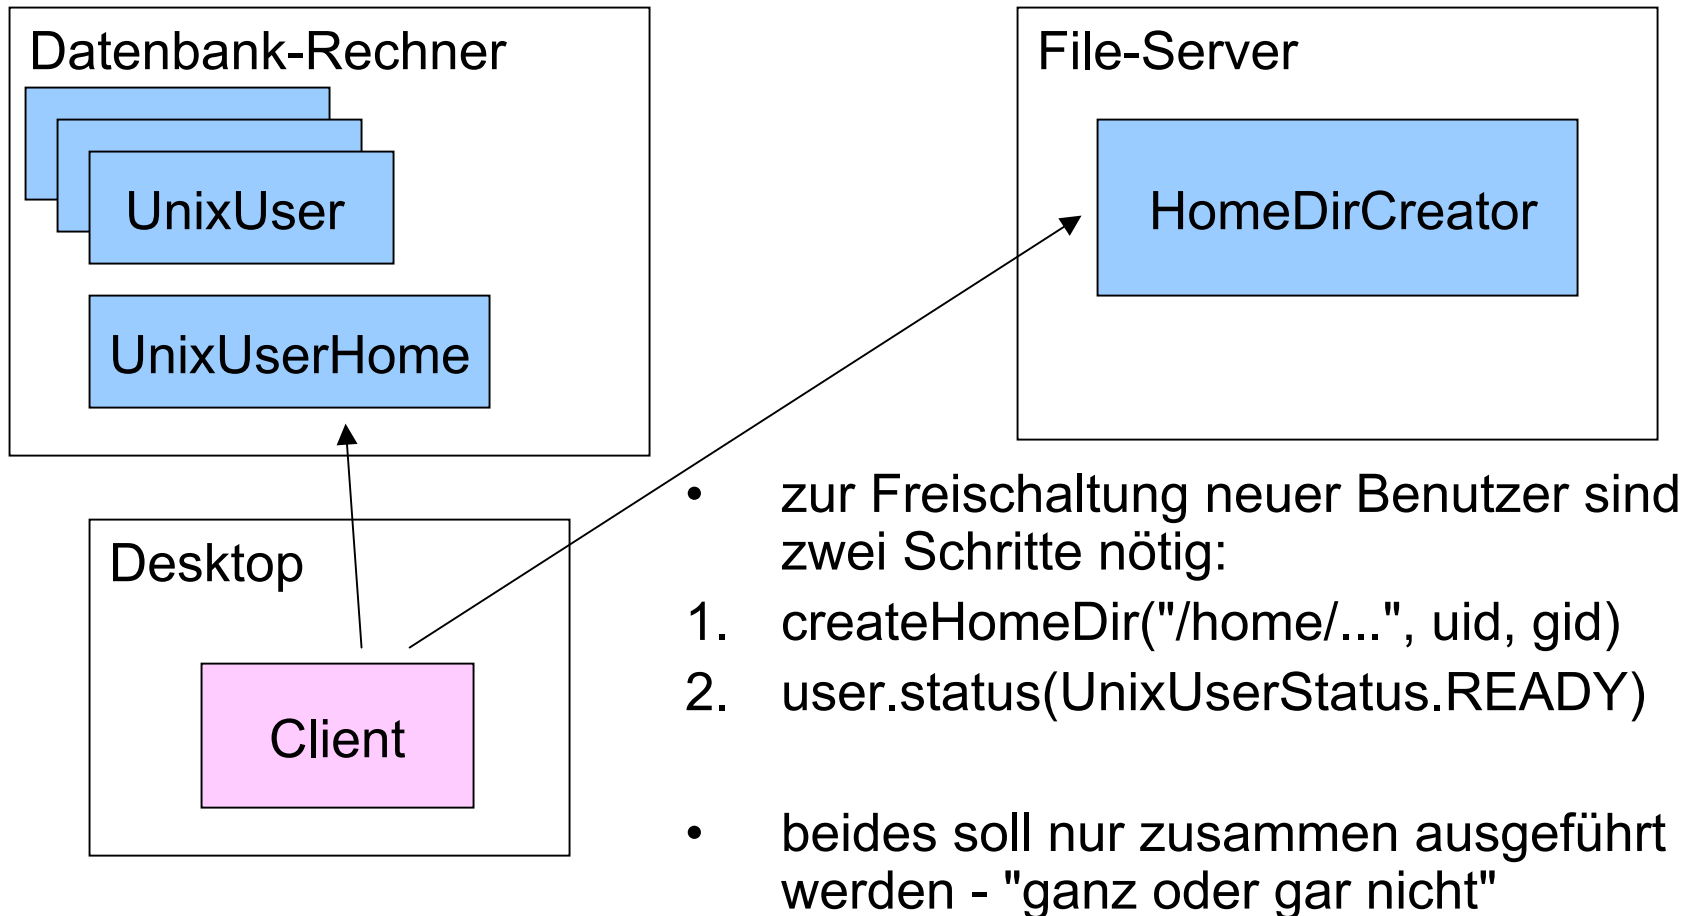 Datenbank-Rechner
UnixUser
UnixUserHome
File-Server
HomeDirCreator
Desktop
Client
• zur Freischaltung neuer Benutzer sind
zwei Schritte nötig:
1. createHomeDir("/home/...", uid, gid)
2. user.status(UnixUserStatus.READY)
• beides soll nur zusammen ausgeführt
werden - "ganz oder gar nicht"